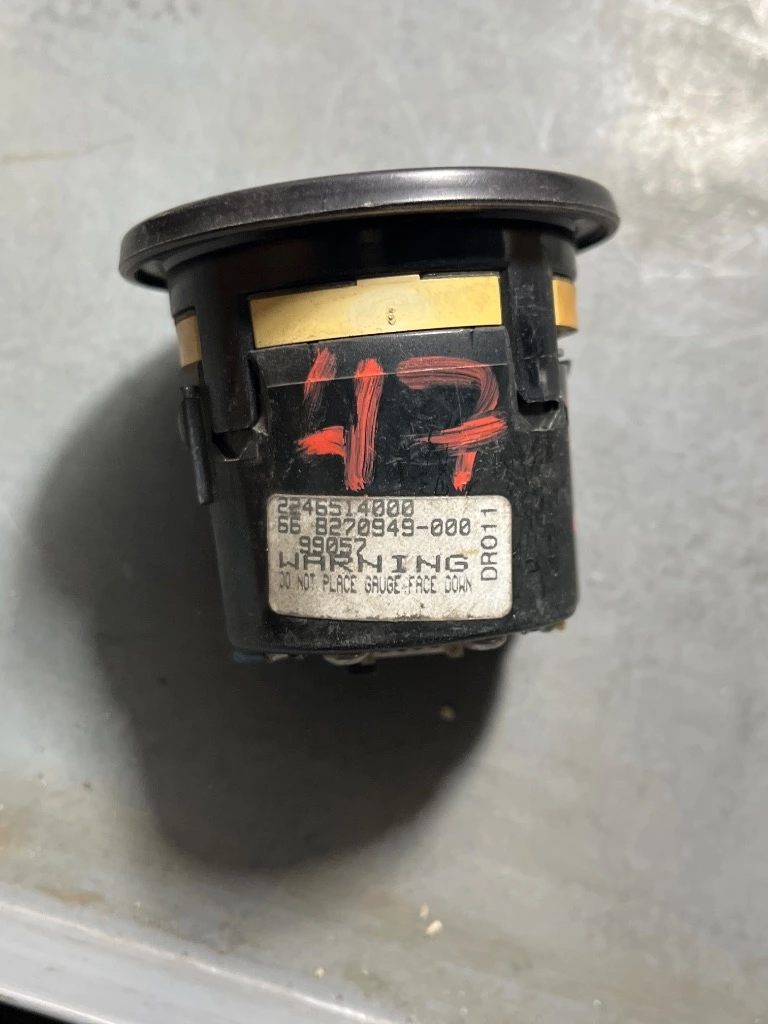 47
2246514000
66 8270949-000
99057
WARNING
DO NOT PLACE GAUGE FACE DOWN
DR011